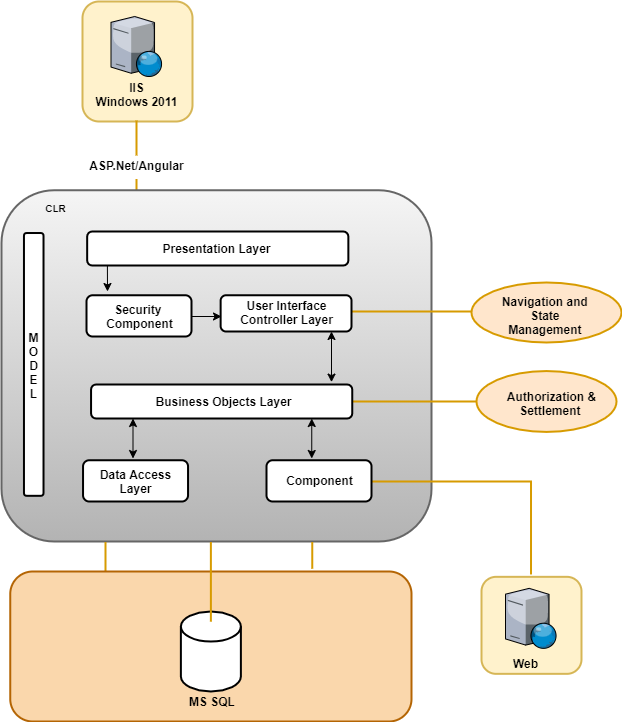 IIS
Windows 2011
ASP.Net/Angular
CLR
Presentation Layer
Security
Component
User Interface
Controller Layer
Navigation and
State
Management
M
O
D
E
L
Business Objects Layer
Authorization &
Settlement
Data Access
Layer
Component
Web
MS SQL